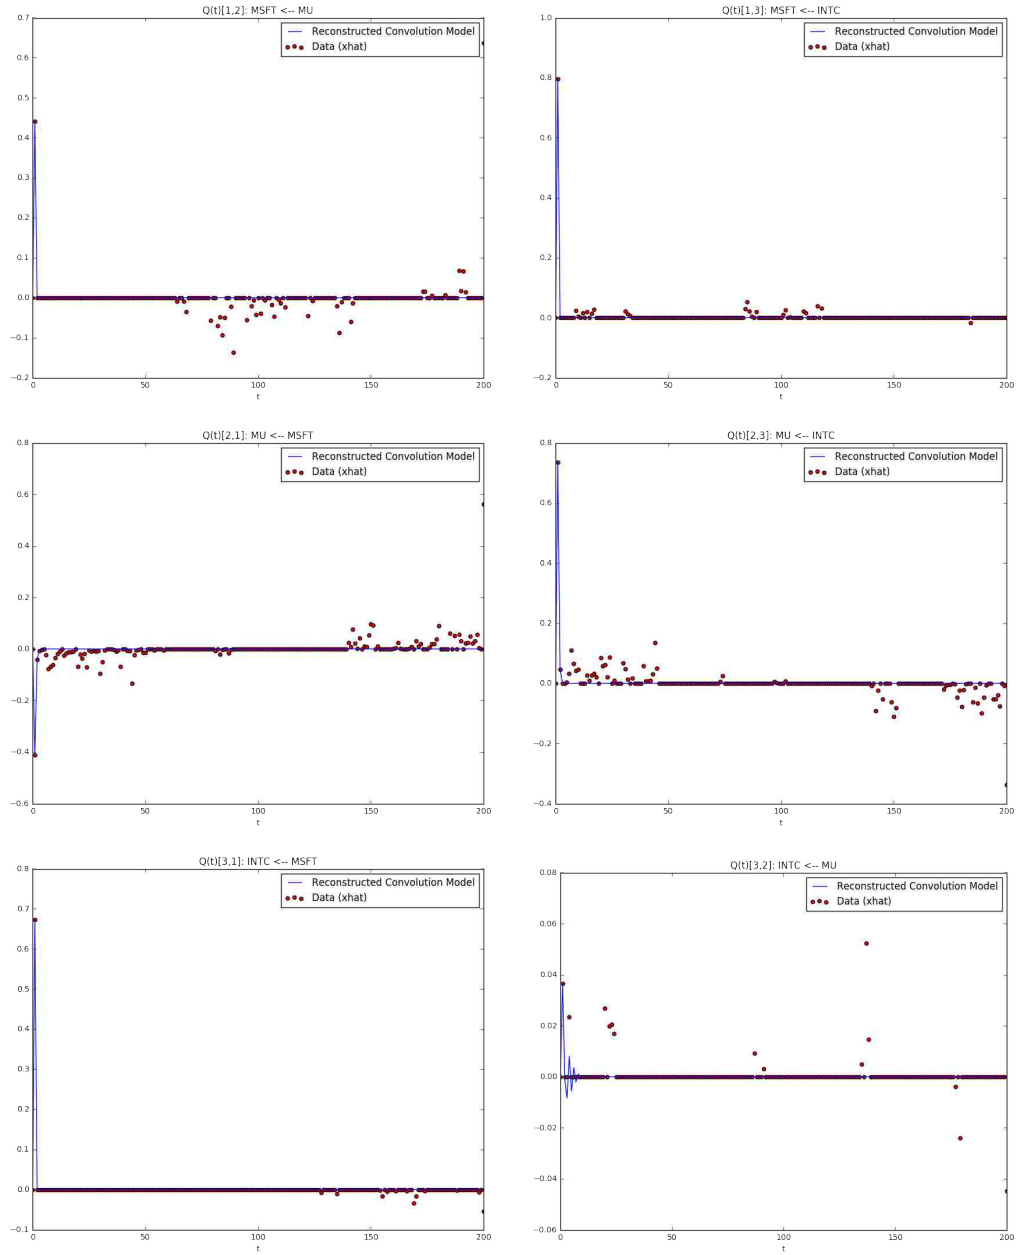 Q(t)[1,2]: MSFT <-- MU
0.7
0.6
0.5
0.4
0.3
0.2
0.1
0.0
−0.1
−0.2
0 50 100 150 200
t
Reconstructed Convolution Model
Data (xhat)
Q(t)[1,3]: MSFT <-- INTC
1.0
0.8
0.6
0.4
0.2
0.0
−0.2
0 50 100 150 200
t
Reconstructed Convolution Model
Data (xhat)
Q(t)[2,1]: MU <-- MSFT
0.8
0.6
0.4
0.2
0.0
−0.2
−0.4
−0.6
0 50 100 150 200
t
Reconstructed Convolution Model
Data (xhat)
Q(t)[2,3]: MU <-- INTC
0.8
0.6
0.4
0.2
0.0
−0.2
−0.4
0 50 100 150 200
t
Reconstructed Convolution Model
Data (xhat)
Q(t)[3,1]: INTC <-- MSFT
0.8
0.7
0.6
0.5
0.4
0.3
0.2
0.1
0.0
−0.1
0 50 100 150 200
t
Reconstructed Convolution Model
Data (xhat)
Q(t)[3,2]: INTC <-- MU
0.08
0.06
0.04
0.02
0.00
−0.02
−0.04
−0.06
0 50 100 150 200
t
Reconstructed Convolution Model
Data (xhat)